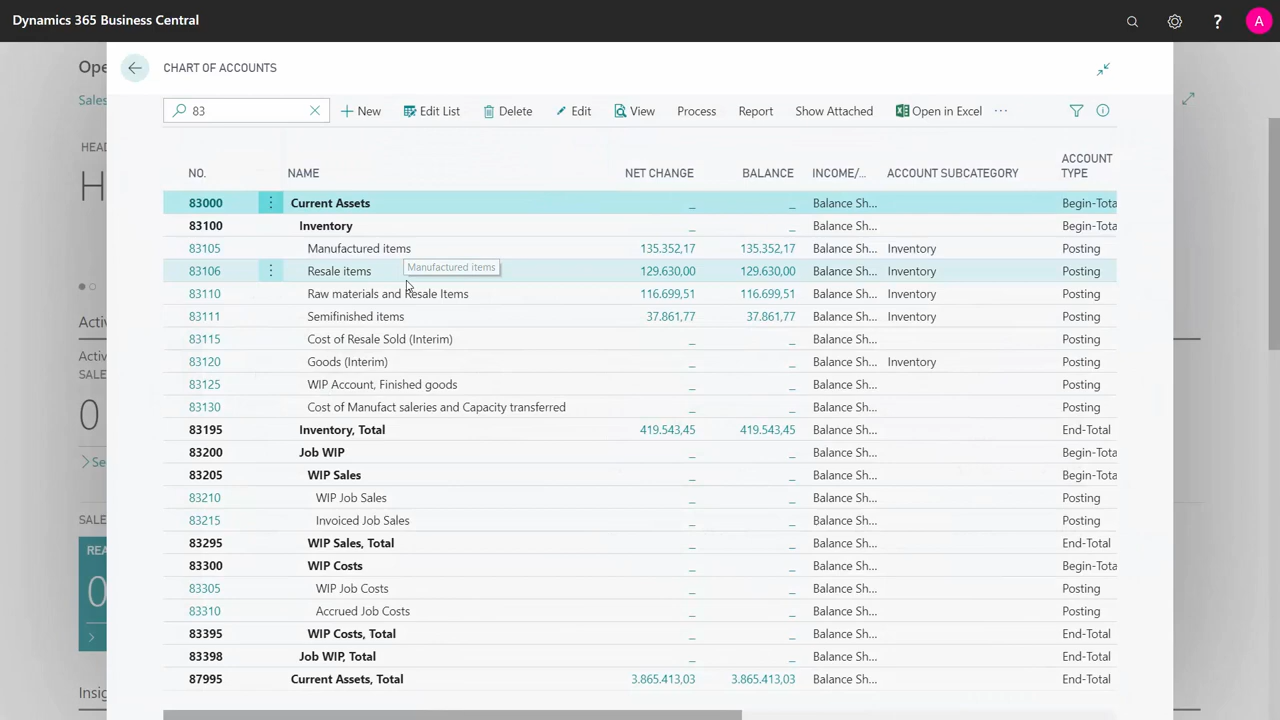 Dynamics 365 Business Central
?
A
Ope
CHART OF ACCOUNTS
Sales
83
New Edit List Delete Edit View Process Report Show Attached Open in Excel ...
HEAD
H
NO. NAME NET CHANGE BALANCE INCOME/... ACCOUNT SUBCATEGORY ACCOUNT TYPE
83000 Current Assets _ _ Balance Sh... Begin-Tota
83100 Inventory _ _ Balance Sh... Begin-Tota
83105 Manufactured items 135.352,17 135.352,17 Balance Sh... Inventory Posting
Manufactured items
83106 Resale items 129.630,00 129.630,00 Balance Sh... Inventory Posting
83110 Raw materials and Resale Items 116.699,51 116.699,51 Balance Sh... Inventory Posting
83111 Semifinished items 37.861,77 37.861,77 Balance Sh... Inventory Posting
83115 Cost of Resale Sold (Interim) _ _ Balance Sh... Posting
83120 Goods (Interim) _ _ Balance Sh... Inventory Posting
83125 WIP Account, Finished goods _ _ Balance Sh... Posting
83130 Cost of Manufact saleries and Capacity transferred _ _ Balance Sh... Posting
83195 Inventory, Total 419.543,45 419.543,45 Balance Sh... End-Total
83200 Job WIP _ _ Balance Sh... Begin-Tota
83205 WIP Sales _ _ Balance Sh... Begin-Tota
83210 WIP Job Sales _ _ Balance Sh... Posting
83215 Invoiced Job Sales _ _ Balance Sh... Posting
83295 WIP Sales, Total _ _ Balance Sh... End-Total
83300 WIP Costs _ _ Balance Sh... Begin-Tota
83305 WIP Job Costs _ _ Balance Sh... Posting
83310 Accrued Job Costs _ _ Balance Sh... Posting
83395 WIP Costs, Total _ _ Balance Sh... End-Total
83398 Job WIP, Total _ _ Balance Sh... End-Total
87995 Current Assets, Total 3.865.413,03 3.865.413,03 Balance Sh... End-Total
Activ
Activ
SALE
0
Se
SALE
REA
0
Insig